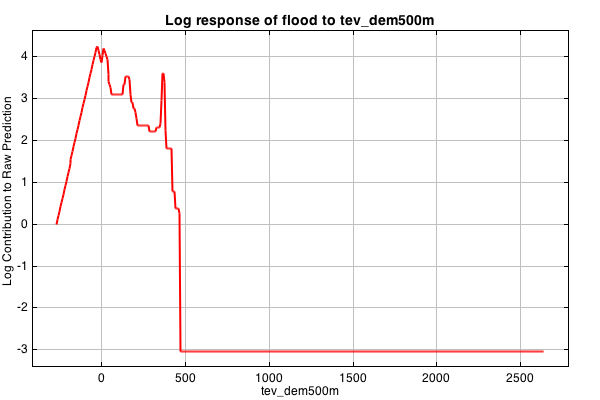 Log response of flood to tev_dem500m
Log Contribution to Raw Prediction
4
3
2
1
0
-1
-2
-3
0 500 1000 1500 2000 2500
tev_dem500m